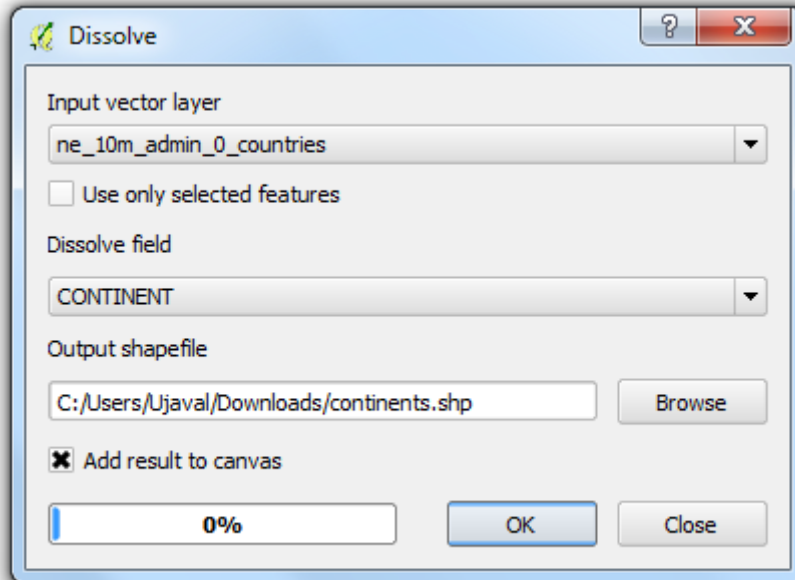 Dissolve
Input vector layer
ne_10m_admin_0_countries
Use only selected features
Dissolve field
CONTINENT
Output shapefile
C:/Users/Ujaval/Downloads/continents.shp Browse
Add result to canvas
0% OK Close